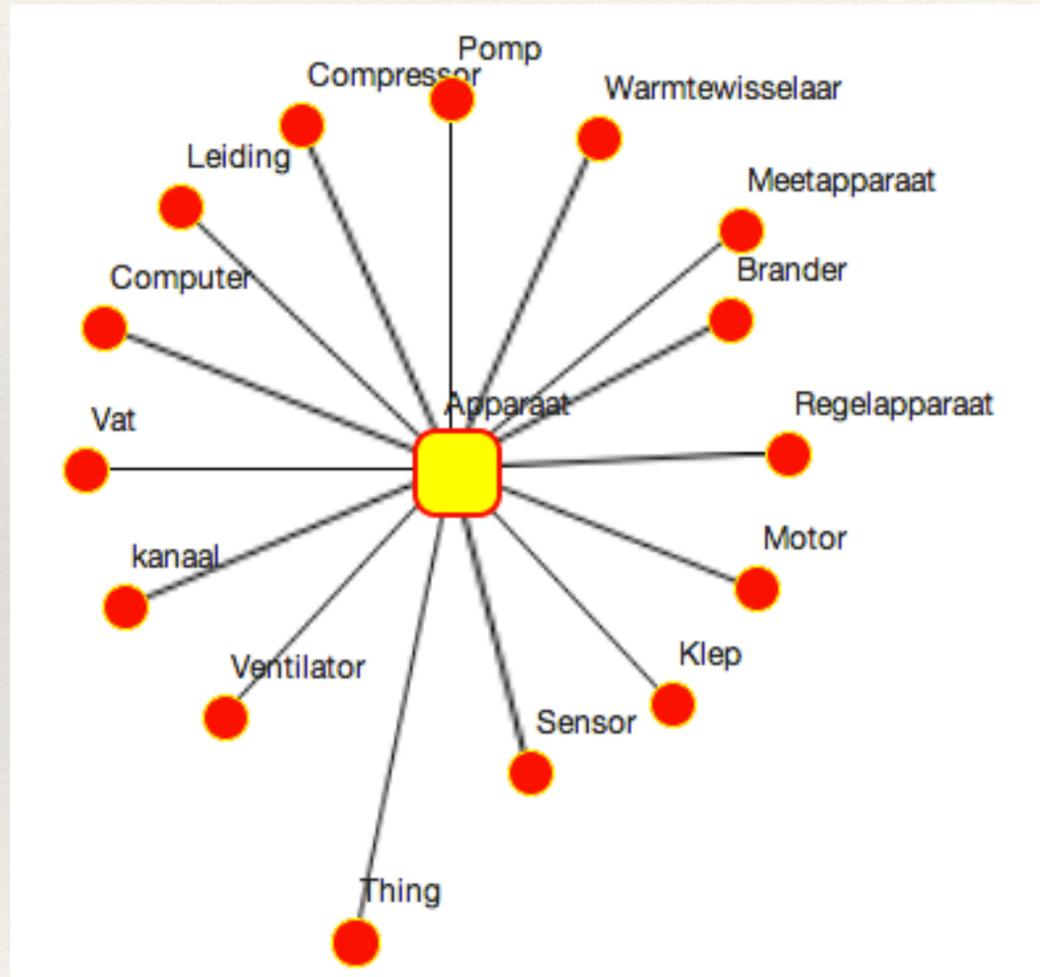 Pomp
Compressor
Warmtewisselaar
Leiding
Meetapparaat
Brander
Computer
Apparaat
Regelapparaat
Vat
Motor
kanaal
Klep
Ventilator
Sensor
Thing